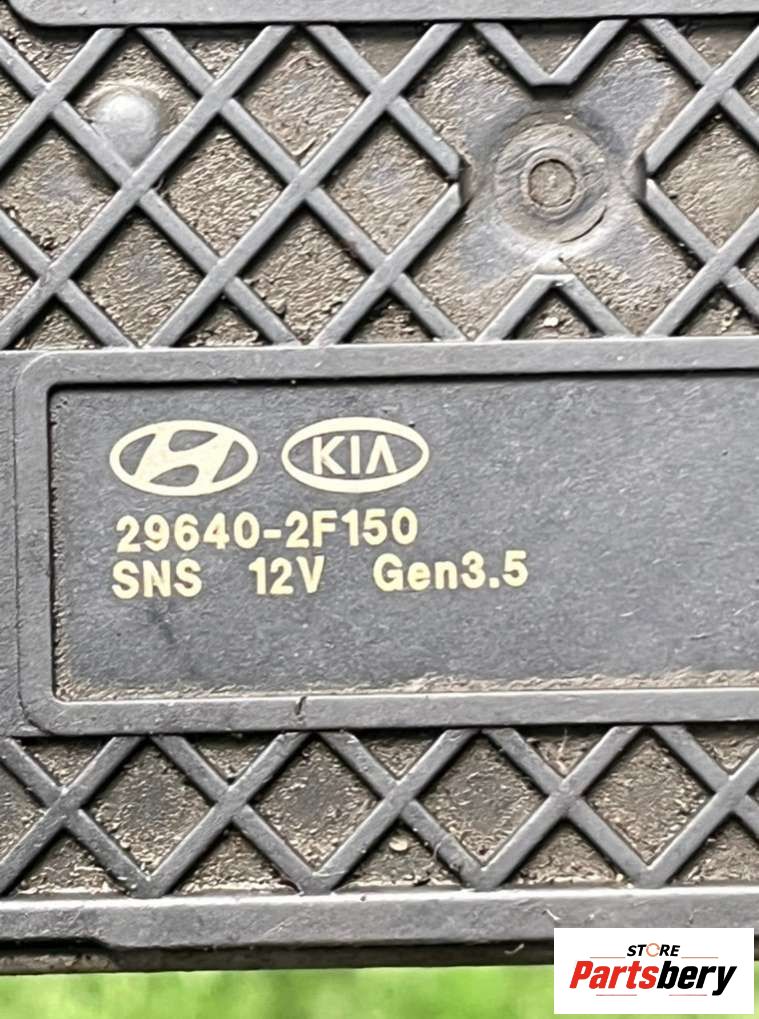 KIA
29640-2F150
SNS 12V Gen3.5
STORE
Partsbery